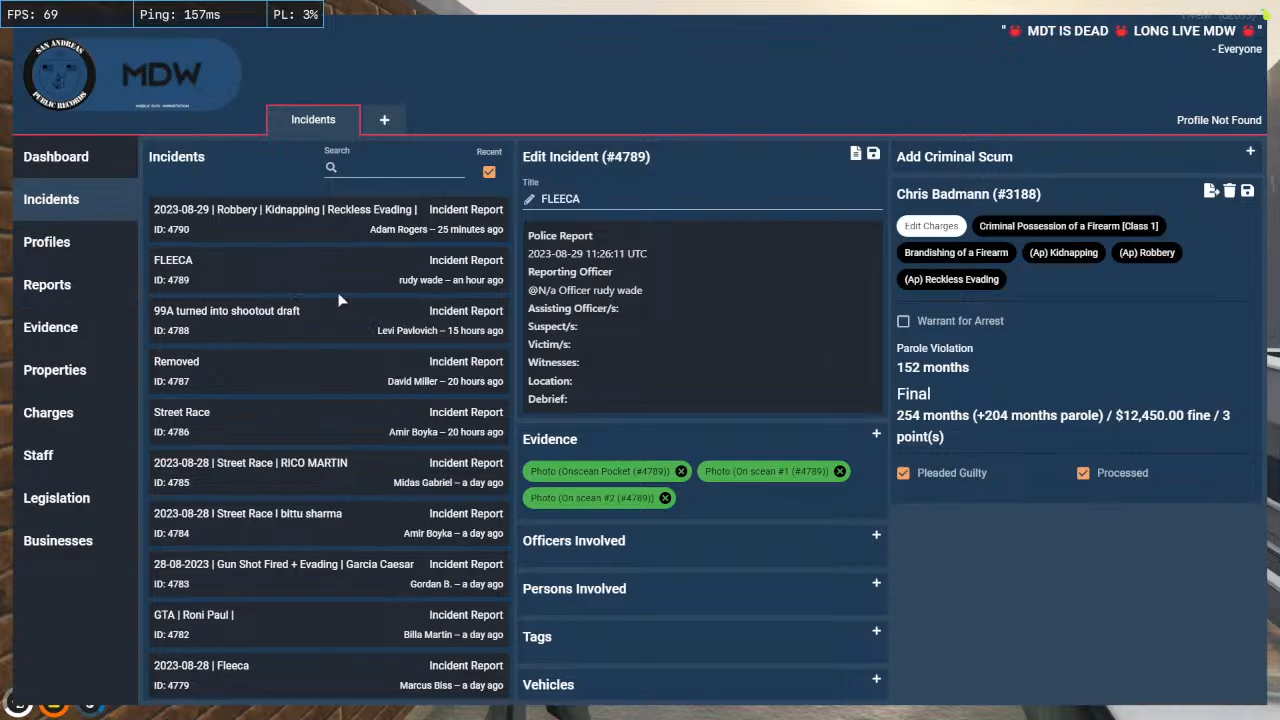 FPS: 69
Ping: 157ms
PL: 3%
" MDT IS DEAD LONG LIVE MDW "
- Everyone
SAN ANDREAS
PUBLIC RECORDS
MDW
MOBILE DATA WORKSTATION
Incidents
+
Profile Not Found
Dashboard
Incidents
Profiles
Reports
Evidence
Properties
Charges
Staff
Legislation
Businesses
Incidents
Search
Recent
2023-08-29 | Robbery | Kidnapping | Reckless Evading |
Incident Report
ID: 4790
Adam Rogers – 25 minutes ago
FLEECA
Incident Report
ID: 4789
rudy wade – an hour ago
99A turned into shootout draft
Incident Report
ID: 4788
Levi Pavlovich – 15 hours ago
Removed
Incident Report
ID: 4787
David Miller – 20 hours ago
Street Race
Incident Report
ID: 4786
Amir Boyka – 20 hours ago
2023-08-28 | Street Race | RICO MARTIN
Incident Report
ID: 4785
Midas Gabriel – a day ago
2023-08-28 I Street Race I bittu sharma
Incident Report
ID: 4784
Amir Boyka – a day ago
28-08-2023 | Gun Shot Fired + Evading | Garcia Caesar
Incident Report
ID: 4783
Gordan B. – a day ago
GTA | Roni Paul |
Incident Report
ID: 4782
Billa Martin – a day ago
2023-08-28 | Fleeca
Incident Report
ID: 4779
Marcus Biss – a day ago
Edit Incident (#4789)
Title
FLEECA
Police Report
2023-08-29 11:26:11 UTC
Reporting Officer
@N/a Officer rudy wade
Assisting Officer/s:
Suspect/s:
Victim/s:
Witnesses:
Location:
Debrief:
Evidence
+
Photo (Onscean Pocket (#4789))
Photo (On scean #1 (#4789))
Photo (On scean #2 (#4789))
Officers Involved
+
Persons Involved
+
Tags
+
Vehicles
+
Add Criminal Scum
+
Chris Badmann (#3188)
Edit Charges
Criminal Possession of a Firearm [Class 1]
Brandishing of a Firearm
(Ap) Kidnapping
(Ap) Robbery
(Ap) Reckless Evading
Warrant for Arrest
Parole Violation
152 months
Final
254 months (+204 months parole) / $12,450.00 fine / 3
point(s)
Pleaded Guilty
Processed